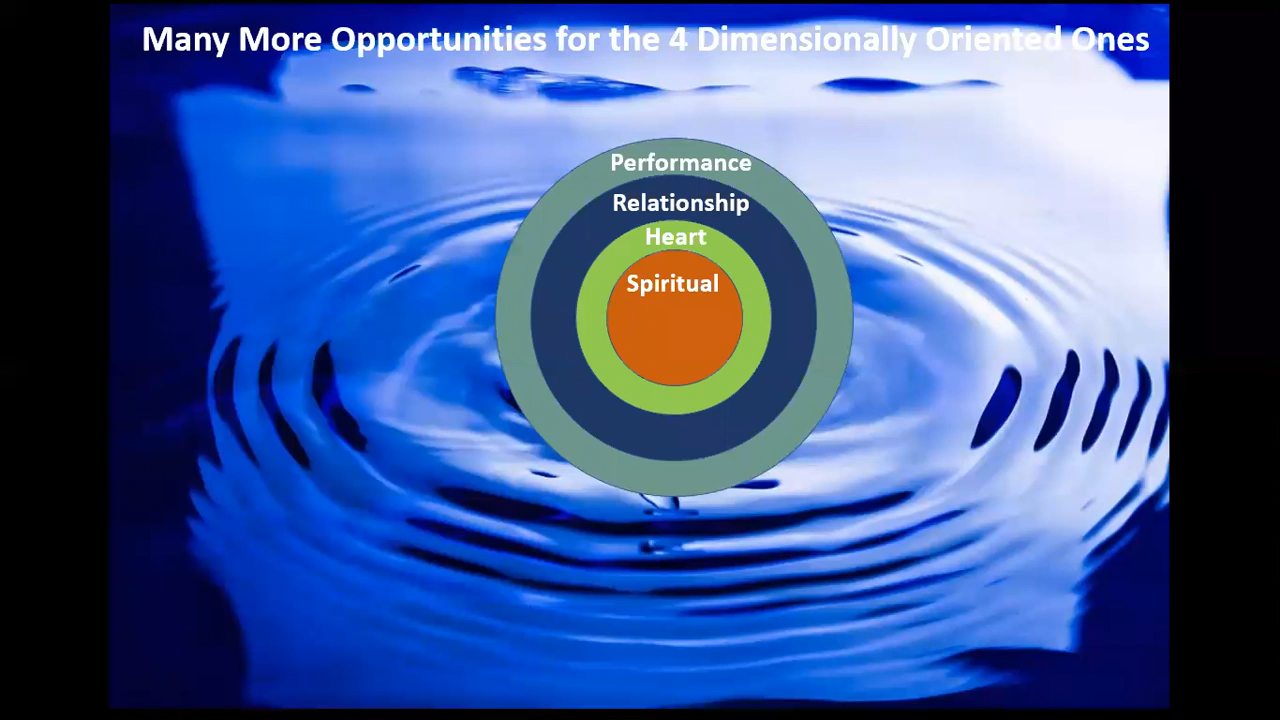 Many More Opportunities for the 4 Dimensionally Oriented Ones
Performance
Relationship
Heart
Spiritual